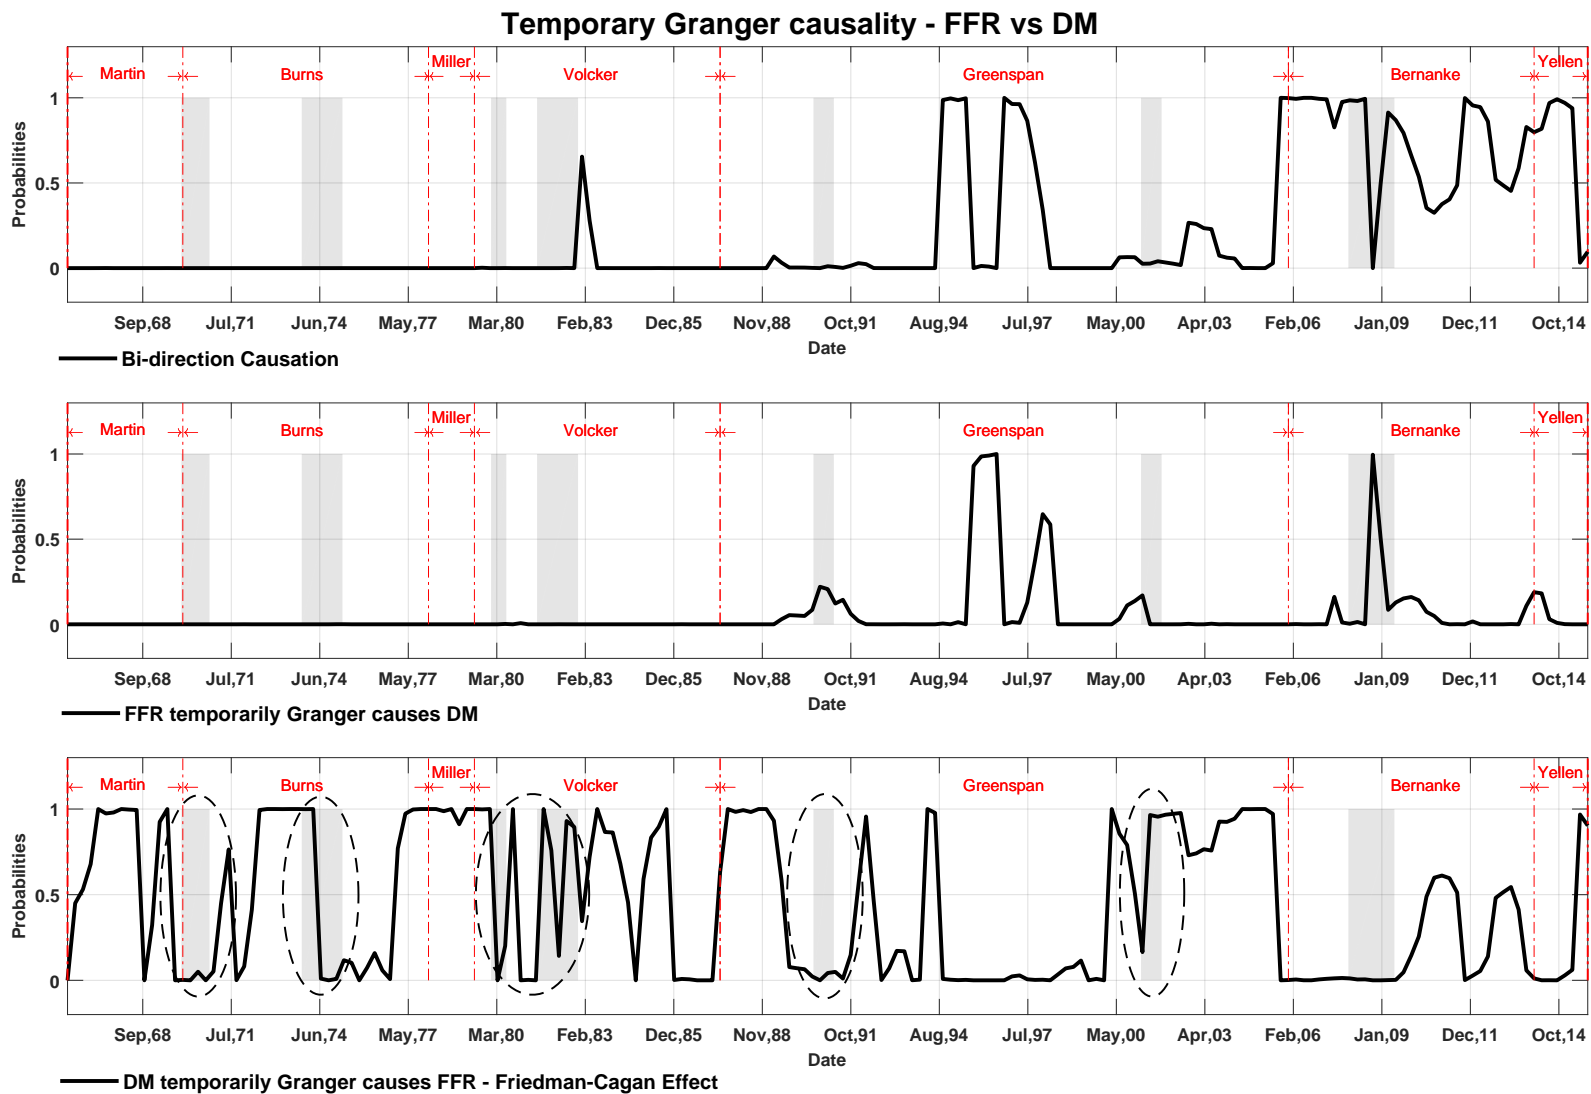 Temporary Granger causality - FFR vs DM
Martin Burns Miller Volcker Greenspan Bernanke Yellen
Probabilities
1
0.5
0
Sep,68 Jul,71 Jun,74 May,77 Mar,80 Feb,83 Dec,85 Nov,88 Oct,91 Aug,94 Jul,97 May,00 Apr,03 Feb,06 Jan,09 Dec,11 Oct,14
Date
Bi-direction Causation
Martin Burns Miller Volcker Greenspan Bernanke Yellen
Probabilities
1
0.5
0
Sep,68 Jul,71 Jun,74 May,77 Mar,80 Feb,83 Dec,85 Nov,88 Oct,91 Aug,94 Jul,97 May,00 Apr,03 Feb,06 Jan,09 Dec,11 Oct,14
Date
FFR temporarily Granger causes DM
Martin Burns Miller Volcker Greenspan Bernanke Yellen
Probabilities
1
0.5
0
Sep,68 Jul,71 Jun,74 May,77 Mar,80 Feb,83 Dec,85 Nov,88 Oct,91 Aug,94 Jul,97 May,00 Apr,03 Feb,06 Jan,09 Dec,11 Oct,14
Date
DM temporarily Granger causes FFR - Friedman-Cagan Effect